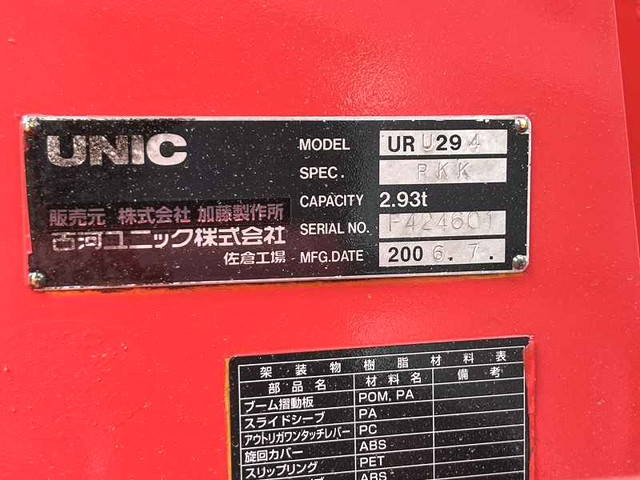 UNIC
MODEL URU294
SPEC. RKK
CAPACITY 2.93t
販売元 株式会社 加藤製作所
SERIAL NO. I-424601
古河ユニック株式会社
佐倉工場
MFG.DATE 2006.7.
架装物樹脂材料表
部品名 材料名 備考
ブーム摺動板 POM, PA
スライドシーブ PA
アウトリガワンタッチレバー PC
旋回カバー ABS
スリップリング PET
ABS